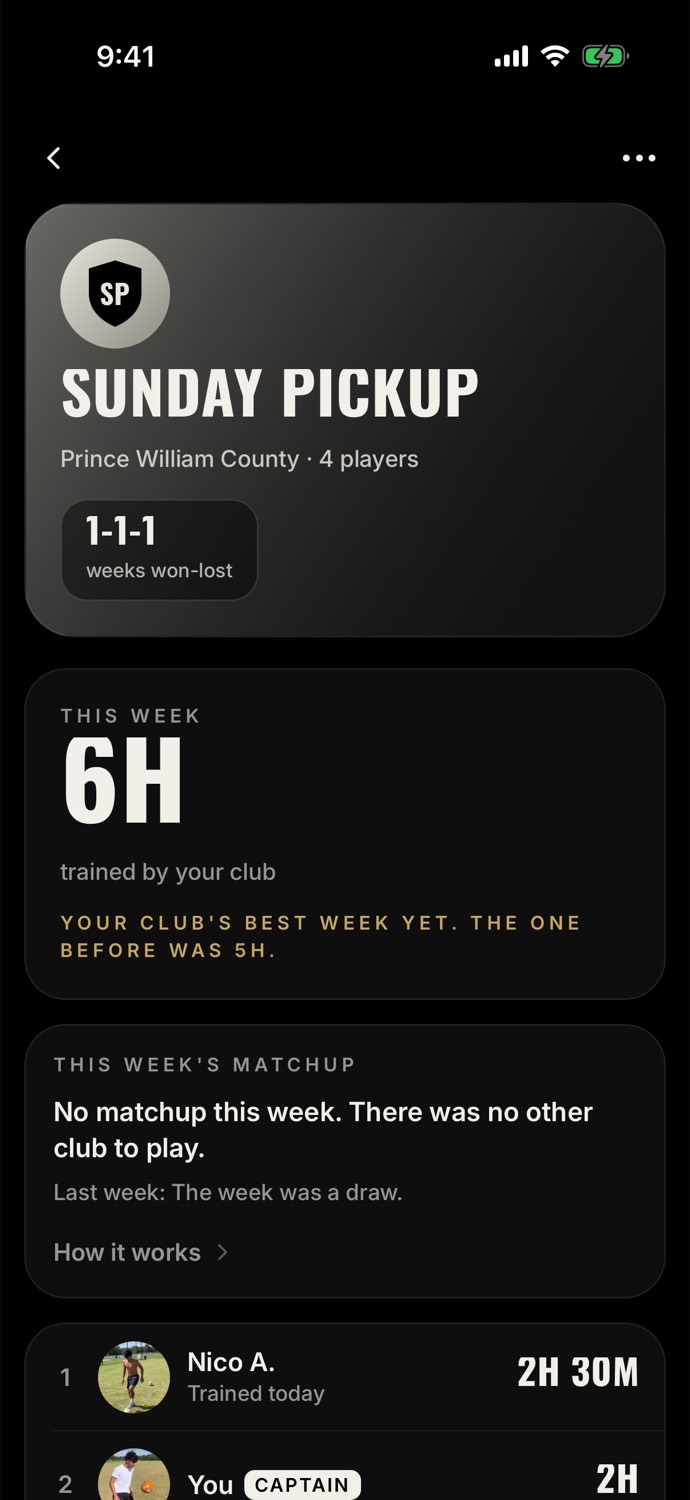 9:41
SP
SUNDAY PICKUP
Prince William County · 4 players
1-1-1
weeks won-lost
THIS WEEK
6H
trained by your club
YOUR CLUB'S BEST WEEK YET. THE ONE
BEFORE WAS 5H.
THIS WEEK'S MATCHUP
No matchup this week. There was no other
club to play.
Last week: The week was a draw.
How it works
1 Nico A. 2H 30M
Trained today
2 You CAPTAIN 2H